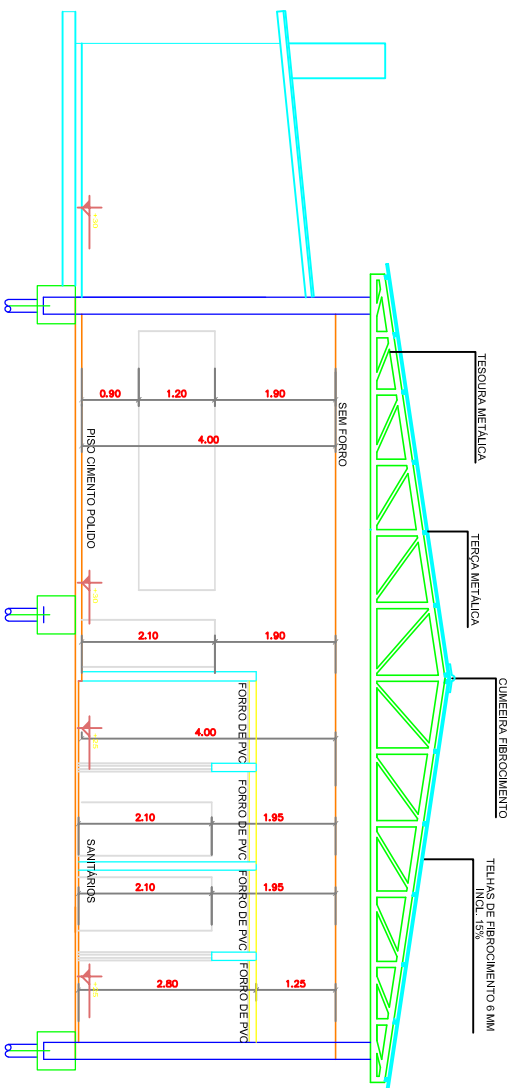 TESOURA METÁLICA
TERÇA METÁLICA
CUMEEIRA FIBROCIMENTO
TELHAS DE FIBROCIMENTO 6 MM
INCL. 15%
SEM FORRO
0.90
1.20
1.90
4.00
PISO CIMENTO POLIDO
2.10
1.90
4.00
FORRO DE PVC
FORRO DE PVC
FORRO DE PVC
FORRO DE PVC
2.10
1.95
2.10
1.95
SANITÁRIOS
2.80
1.25